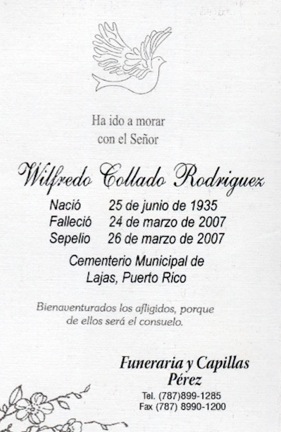 Ha ido a morar
con el Señor
Wilfredo Collado Rodriguez
Nació 25 de junio de 1935
Falleció 24 de marzo de 2007
Sepelio 26 de marzo de 2007
Cementerio Municipal de
Lajas, Puerto Rico
Bienaventurados los afligidos, porque
de ellos será el consuelo.
Funeraria y Capillas
Pérez
Tel. (787)899-1285
Fax (787) 8990-1200